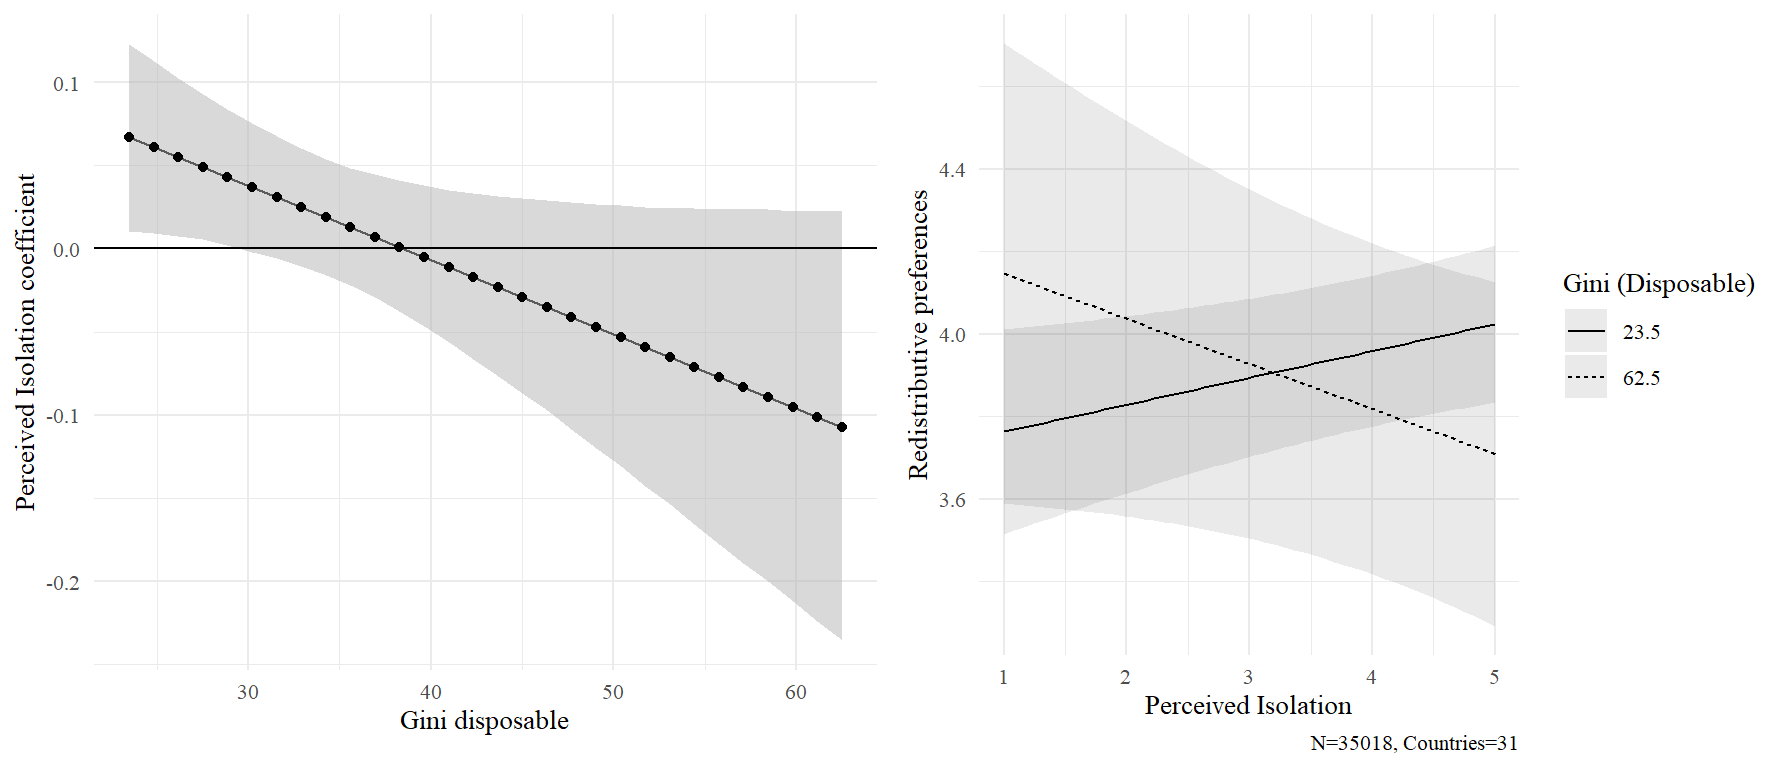 Perceived Isolation coefficient
0.1
0.0
-0.1
-0.2
30 40 50 60
Gini disposable
Redistributive preferences
4.4
4.0
3.6
1 2 3 4 5
Perceived Isolation
N=35018, Countries=31
Gini (Disposable)
23.5
62.5